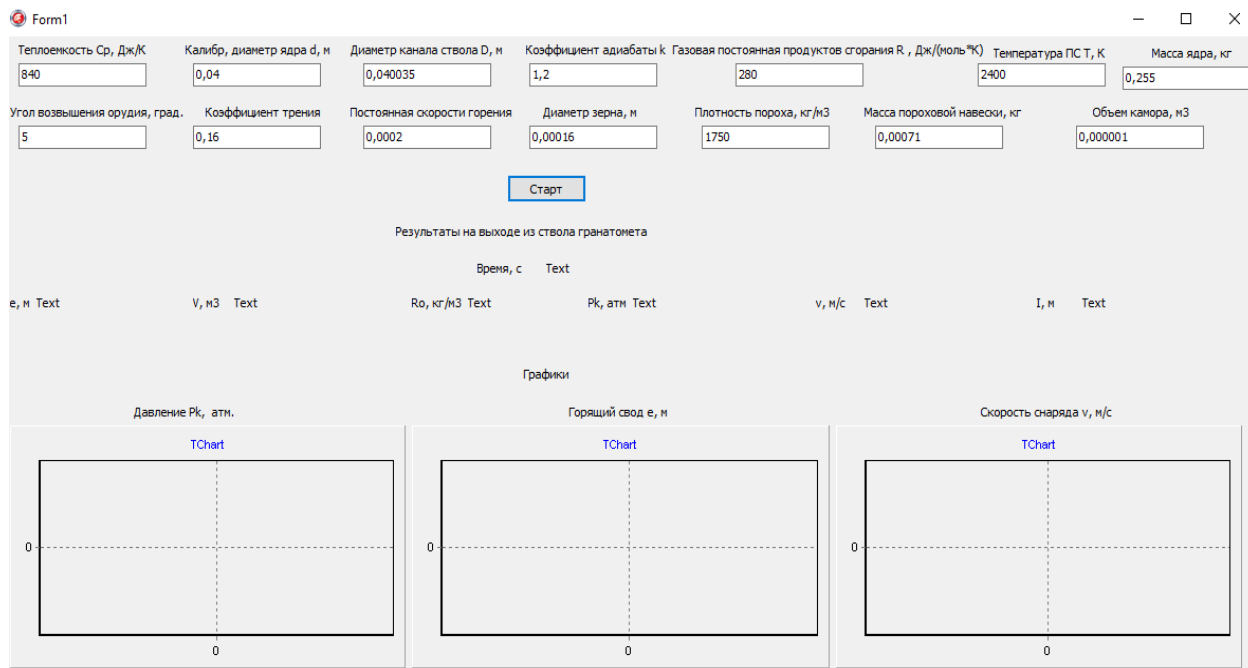 Form1
Теплоемкость Cp, Дж/К Калибр, диаметр ядра d, м Диаметр канала ствола D, м Коэффициент адиабаты k Газовая постоянная продуктов сгорания R , Дж/(моль*К) Температура ПС T, К Масса ядра, кг
840 0,04 0,040035 1,2 280 2400 0,255
Угол возвышения орудия, град. Коэффициент трения Постоянная скорости горения Диаметр зерна, м Плотность пороха, кг/м3 Масса пороховой навески, кг Объем камора, м3
5 0,16 0,0002 0,00016 1750 0,00071 0,000001
Старт
Результаты на выходе из ствола гранатомета
Время, с Text
e, м Text V, м3 Text Ro, кг/м3 Text Pk, атм Text v, м/с Text I, м Text
Графики
Давление Pk, атм. Горящий свод e, м Скорость снаряда v, м/с
TChart TChart TChart
0 0 0
0 0 0